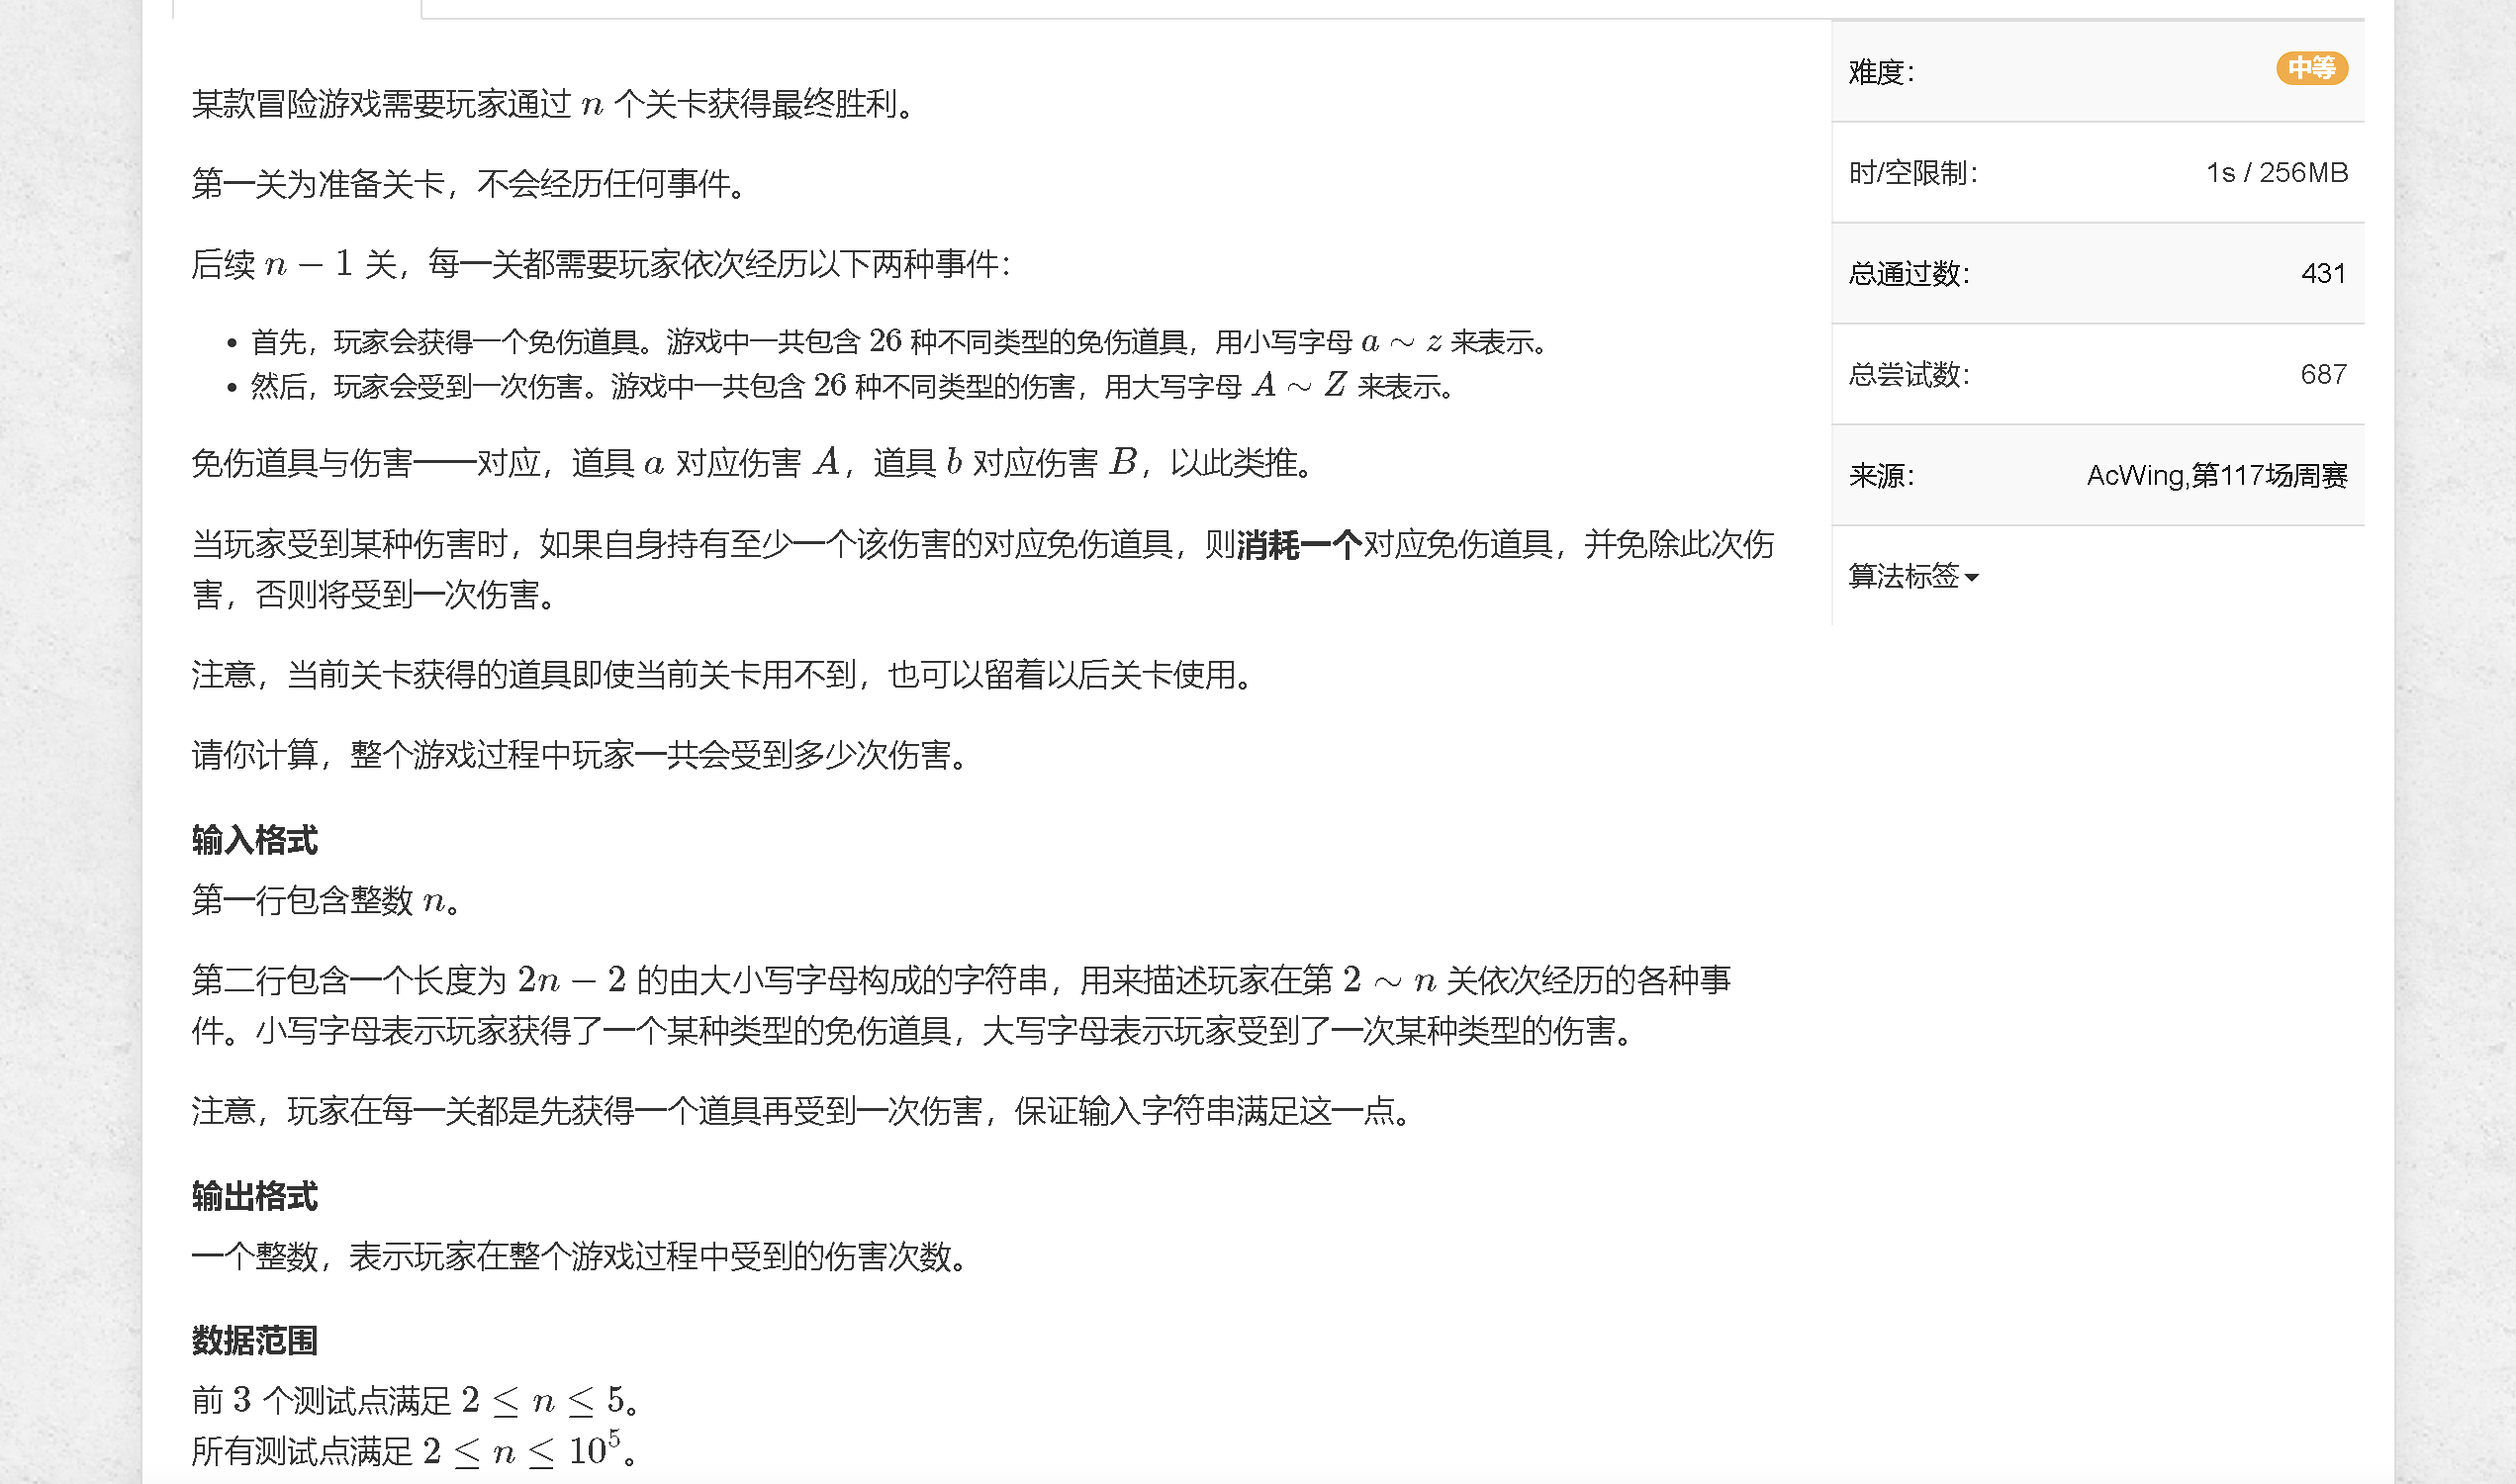 某款冒险游戏需要玩家通过 n 个关卡获得最终胜利。
第一关为准备关卡，不会经历任何事件。
后续 n − 1 关，每一关都需要玩家依次经历以下两种事件：
• 首先，玩家会获得一个免伤道具。游戏中一共包含 26 种不同类型的免伤道具，用小写字母 a ∼ z 来表示。
• 然后，玩家会受到一次伤害。游戏中一共包含 26 种不同类型的伤害，用大写字母 A ∼ Z 来表示。
免伤道具与伤害一一对应，道具 a 对应伤害 A，道具 b 对应伤害 B，以此类推。
当玩家受到某种伤害时，如果自身持有至少一个该伤害的对应免伤道具，则消耗一个对应免伤道具，并免除此次伤
害，否则将受到一次伤害。
注意，当前关卡获得的道具即使当前关卡用不到，也可以留着以后关卡使用。
请你计算，整个游戏过程中玩家一共会受到多少次伤害。
输入格式
第一行包含整数 n。
第二行包含一个长度为 2n − 2 的由大小写字母构成的字符串，用来描述玩家在第 2 ∼ n 关依次经历的各种事
件。小写字母表示玩家获得了一个某种类型的免伤道具，大写字母表示玩家受到了一次某种类型的伤害。
注意，玩家在每一关都是先获得一个道具再受到一次伤害，保证输入字符串满足这一点。
输出格式
一个整数，表示玩家在整个游戏过程中受到的伤害次数。
数据范围
前 3 个测试点满足 2 ≤ n ≤ 5。
所有测试点满足 2 ≤ n ≤ 10⁵。
难度： 中等
时/空限制： 1s / 256MB
总通过数： 431
总尝试数： 687
来源： AcWing,第117场周赛
算法标签